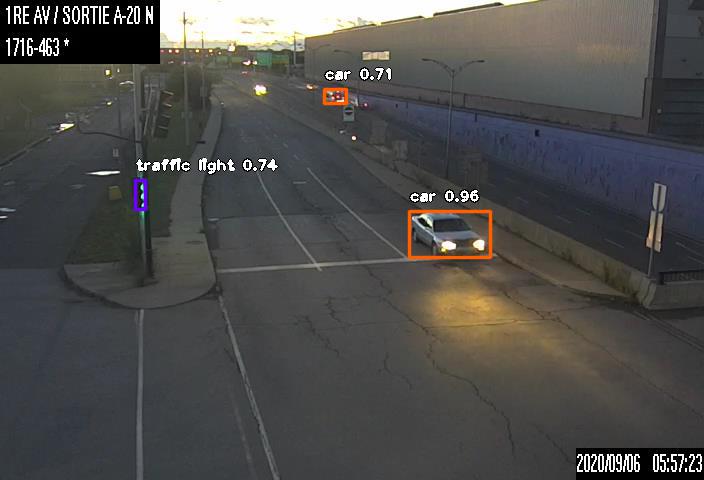 1RE AV / SORTIE A-20 N
1716-463 *
car 0.71
traffic light 0.74
car 0.96
2020/09/06 05:57:23